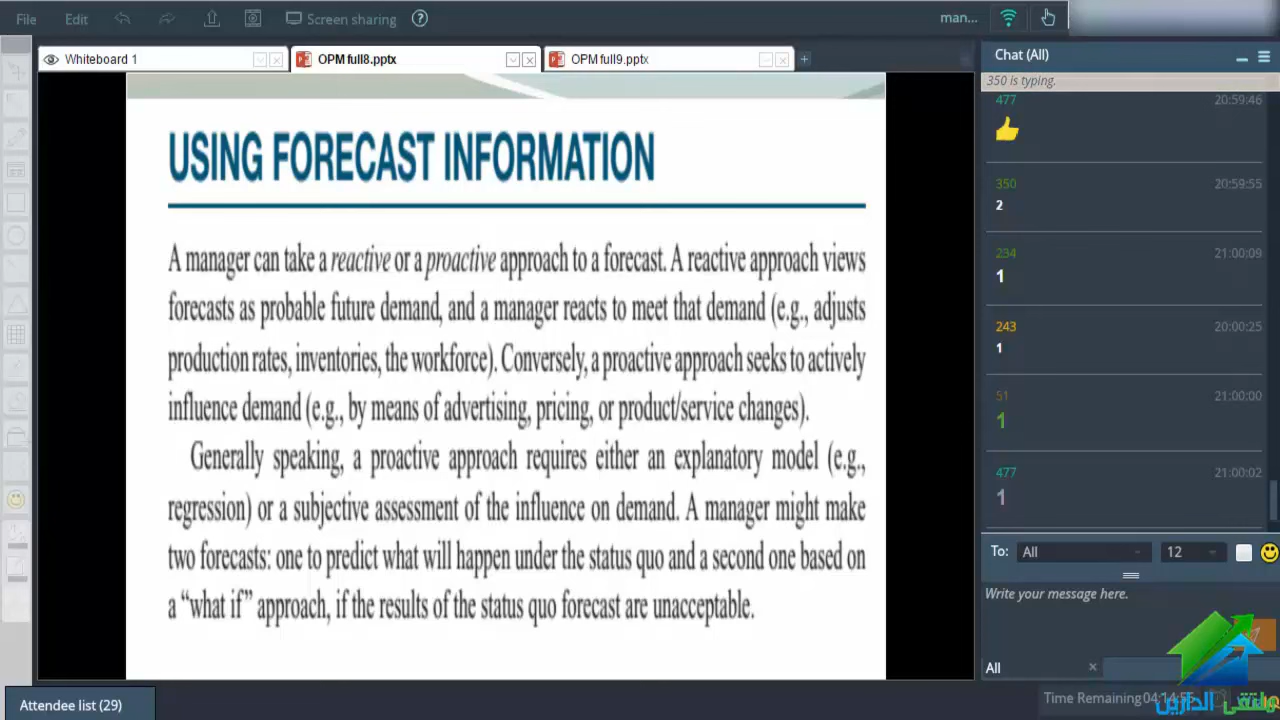 File Edit Screen sharing ? man...
Whiteboard 1 OPM full8.pptx OPM full9.pptx +
USING FORECAST INFORMATION
A manager can take a reactive or a proactive approach to a forecast. A reactive approach views
forecasts as probable future demand, and a manager reacts to meet that demand (e.g., adjusts
production rates, inventories, the workforce). Conversely, a proactive approach seeks to actively
influence demand (e.g., by means of advertising, pricing, or product/service changes).
Generally speaking, a proactive approach requires either an explanatory model (e.g.,
regression) or a subjective assessment of the influence on demand. A manager might make
two forecasts: one to predict what will happen under the status quo and a second one based on
a “what if” approach, if the results of the status quo forecast are unacceptable.
Chat (All)
350 is typing.
477 20:59:46
350 20:59:55
2
234 21:00:09
1
243 20:00:25
1
51 21:00:00
1
477 21:00:02
1
To: All 12
Write your message here.
All
Attendee list (29)
Time Remaining 04:14:5
ملتقى الدارين